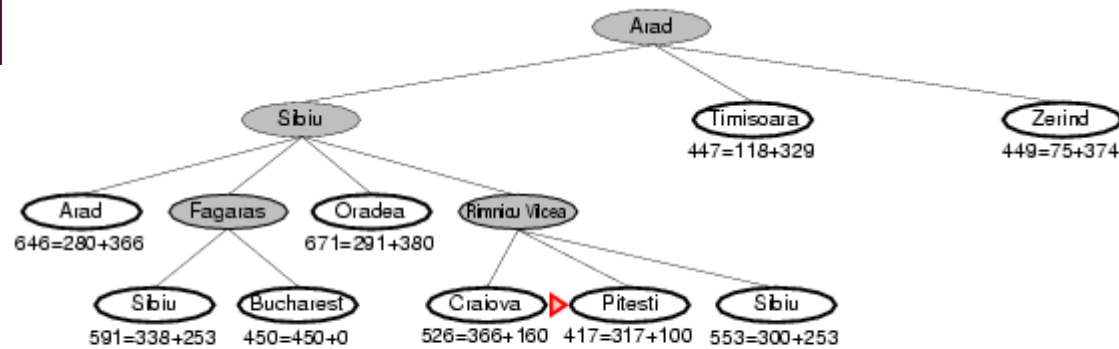 Arad
Sibiu Timisoara Zerind
447=118+329 449=75+374
Arad Fagaras Oradea Rimnicu Vilcea
646=280+366 671=291+380
Sibiu Bucharest Craiova Pitesti Sibiu
591=338+253 450=450+0 526=366+160 417=317+100 553=300+253